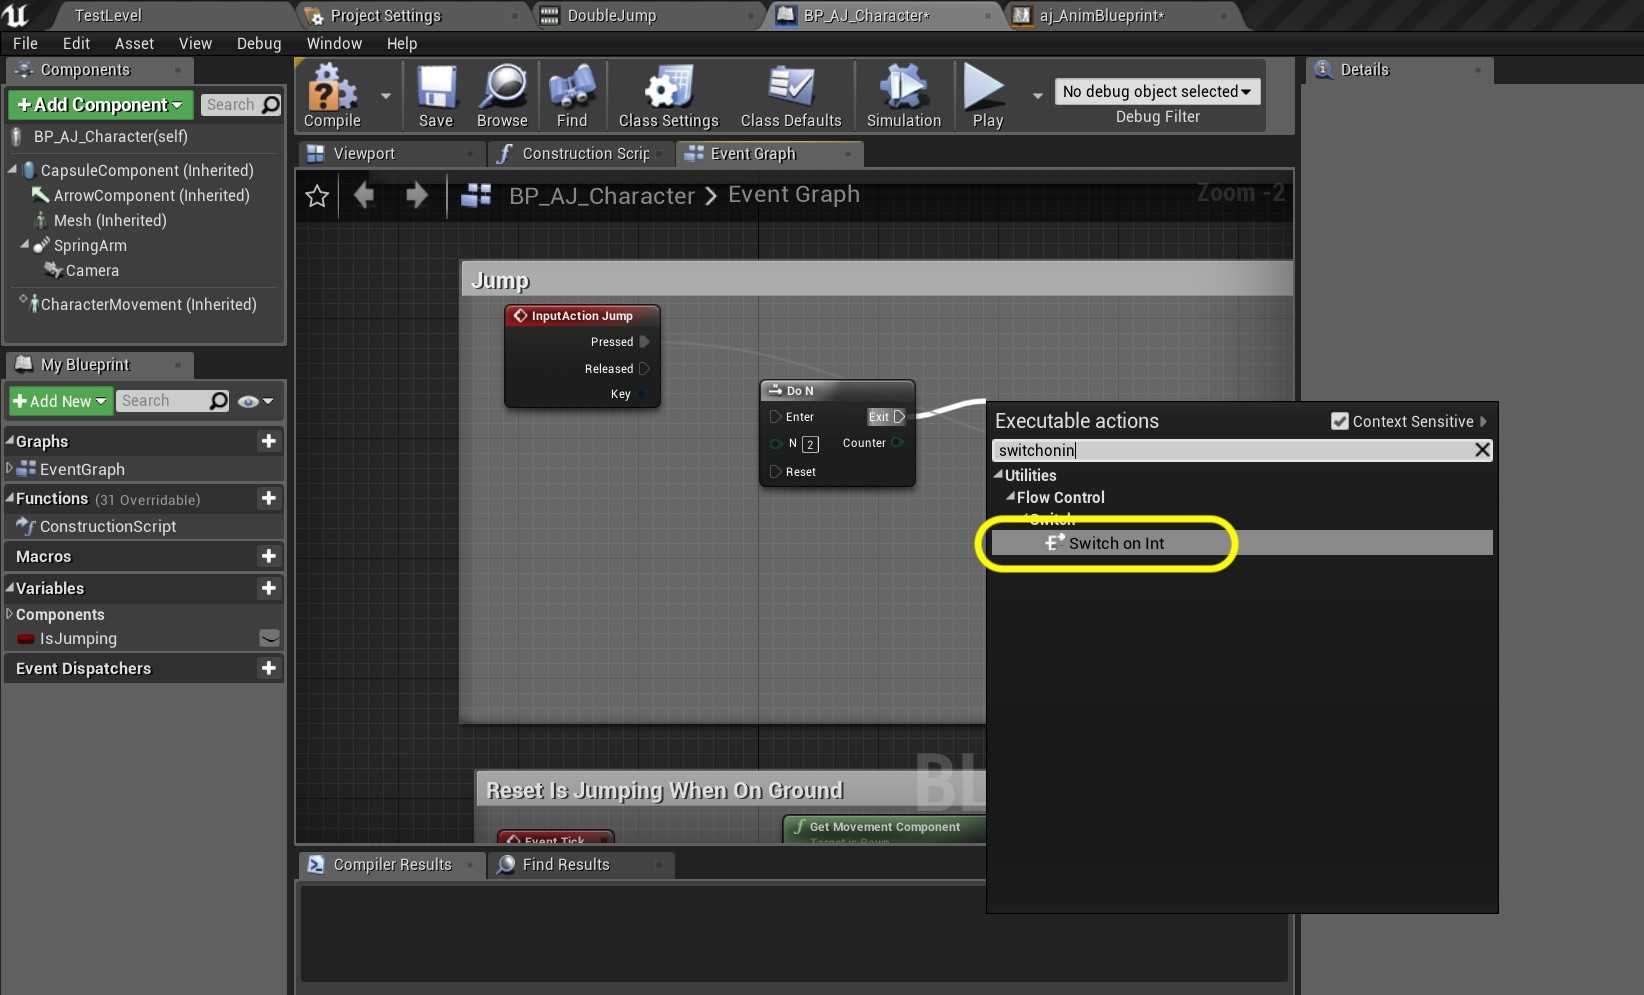 TestLevel
Project Settings
DoubleJump
BP_AJ_Character*
aj_AnimBlueprint*
File Edit Asset View Debug Window Help
Components
Add Component
Search
BP_AJ_Character(self)
CapsuleComponent (Inherited)
ArrowComponent (Inherited)
Mesh (Inherited)
SpringArm
Camera
CharacterMovement (Inherited)
My Blueprint
Add New
Search
Graphs
EventGraph
Functions (31 Overridable)
ConstructionScript
Macros
Variables
Components
IsJumping
Event Dispatchers
Compile
Save
Browse
Find
Class Settings
Class Defaults
Simulation
Play
No debug object selected
Debug Filter
Details
Viewport
Construction Scrip
Event Graph
BP_AJ_Character > Event Graph
Zoom -2
Jump
InputAction Jump
Pressed
Released
Key
Do N
Enter Exit
N 2 Counter
Reset
Executable actions
Context Sensitive
switchonin
Utilities
Flow Control
Switch
Switch on Int
BL
Reset Is Jumping When On Ground
Event Tick
Get Movement Component
Target is Pawn
Compiler Results
Find Results